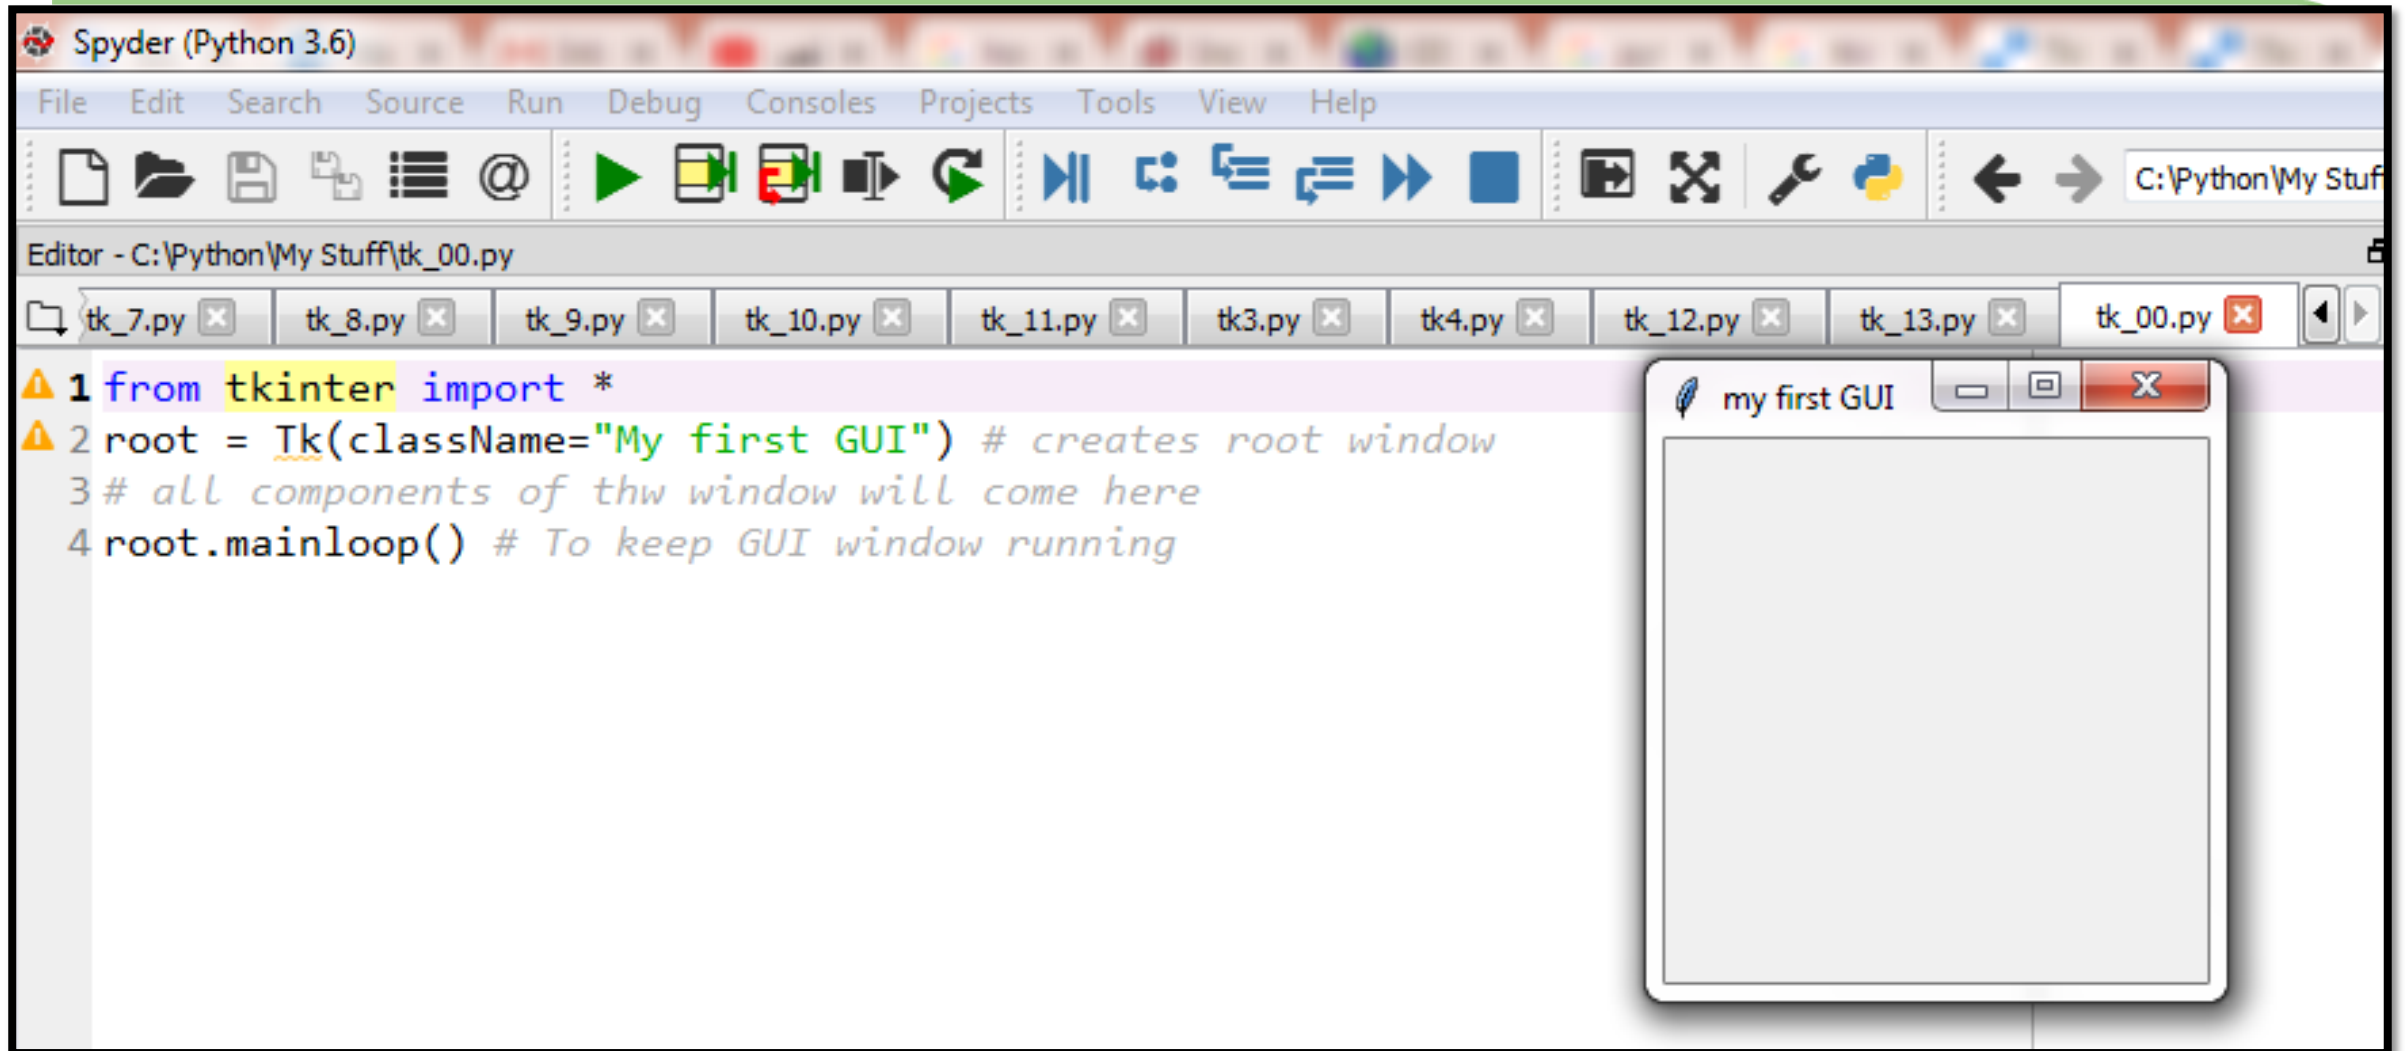 Spyder (Python 3.6)
File Edit Search Source Run Debug Consoles Projects Tools View Help
@ C:\Python\My Stuf
Editor - C:\Python\My Stuff\tk_00.py
tk_7.py tk_8.py tk_9.py tk_10.py tk_11.py tk3.py tk4.py tk_12.py tk_13.py tk_00.py
1 from tkinter import *
2 root = Tk(className="My first GUI") # creates root window
3 # all components of thw window will come here
4 root.mainloop() # To keep GUI window running
my first GUI